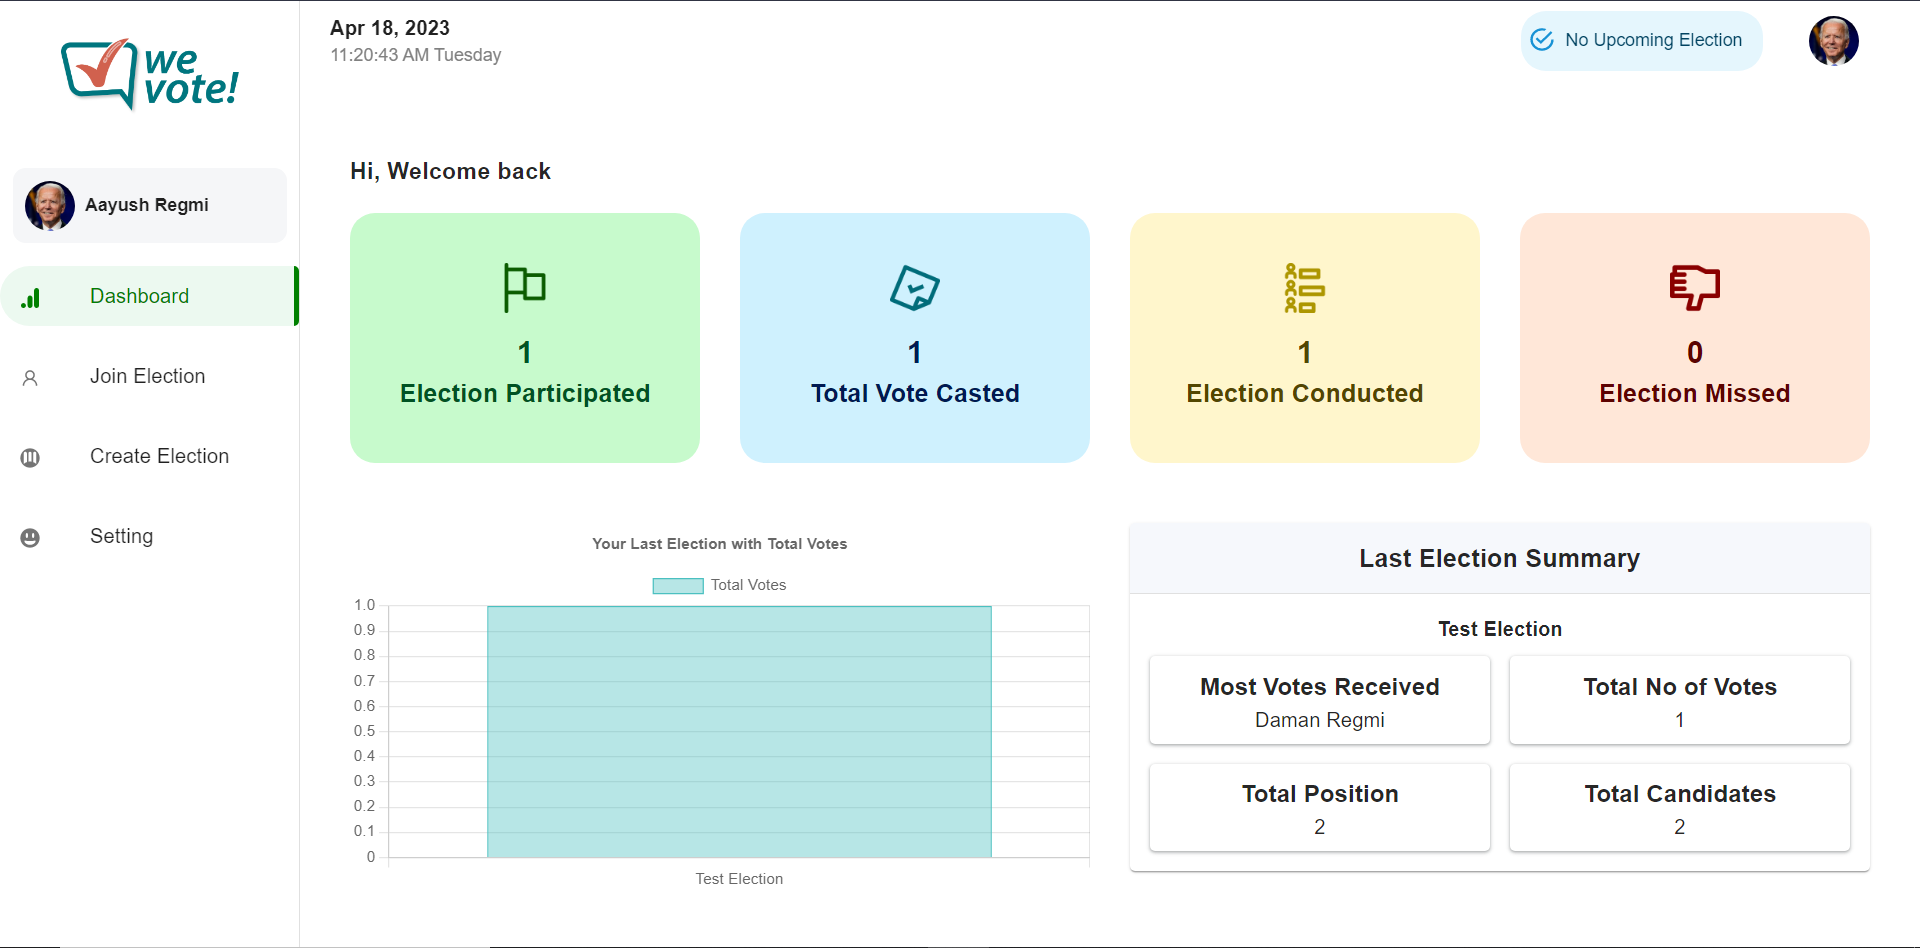 we
vote!
Apr 18, 2023
11:20:43 AM Tuesday
No Upcoming Election
Aayush Regmi
Dashboard
Join Election
Create Election
Setting
Hi, Welcome back
1
Election Participated
1
Total Vote Casted
1
Election Conducted
0
Election Missed
Your Last Election with Total Votes
Total Votes
1.0
0.9
0.8
0.7
0.6
0.5
0.4
0.3
0.2
0.1
0
Test Election
Last Election Summary
Test Election
Most Votes Received
Daman Regmi
Total No of Votes
1
Total Position
2
Total Candidates
2